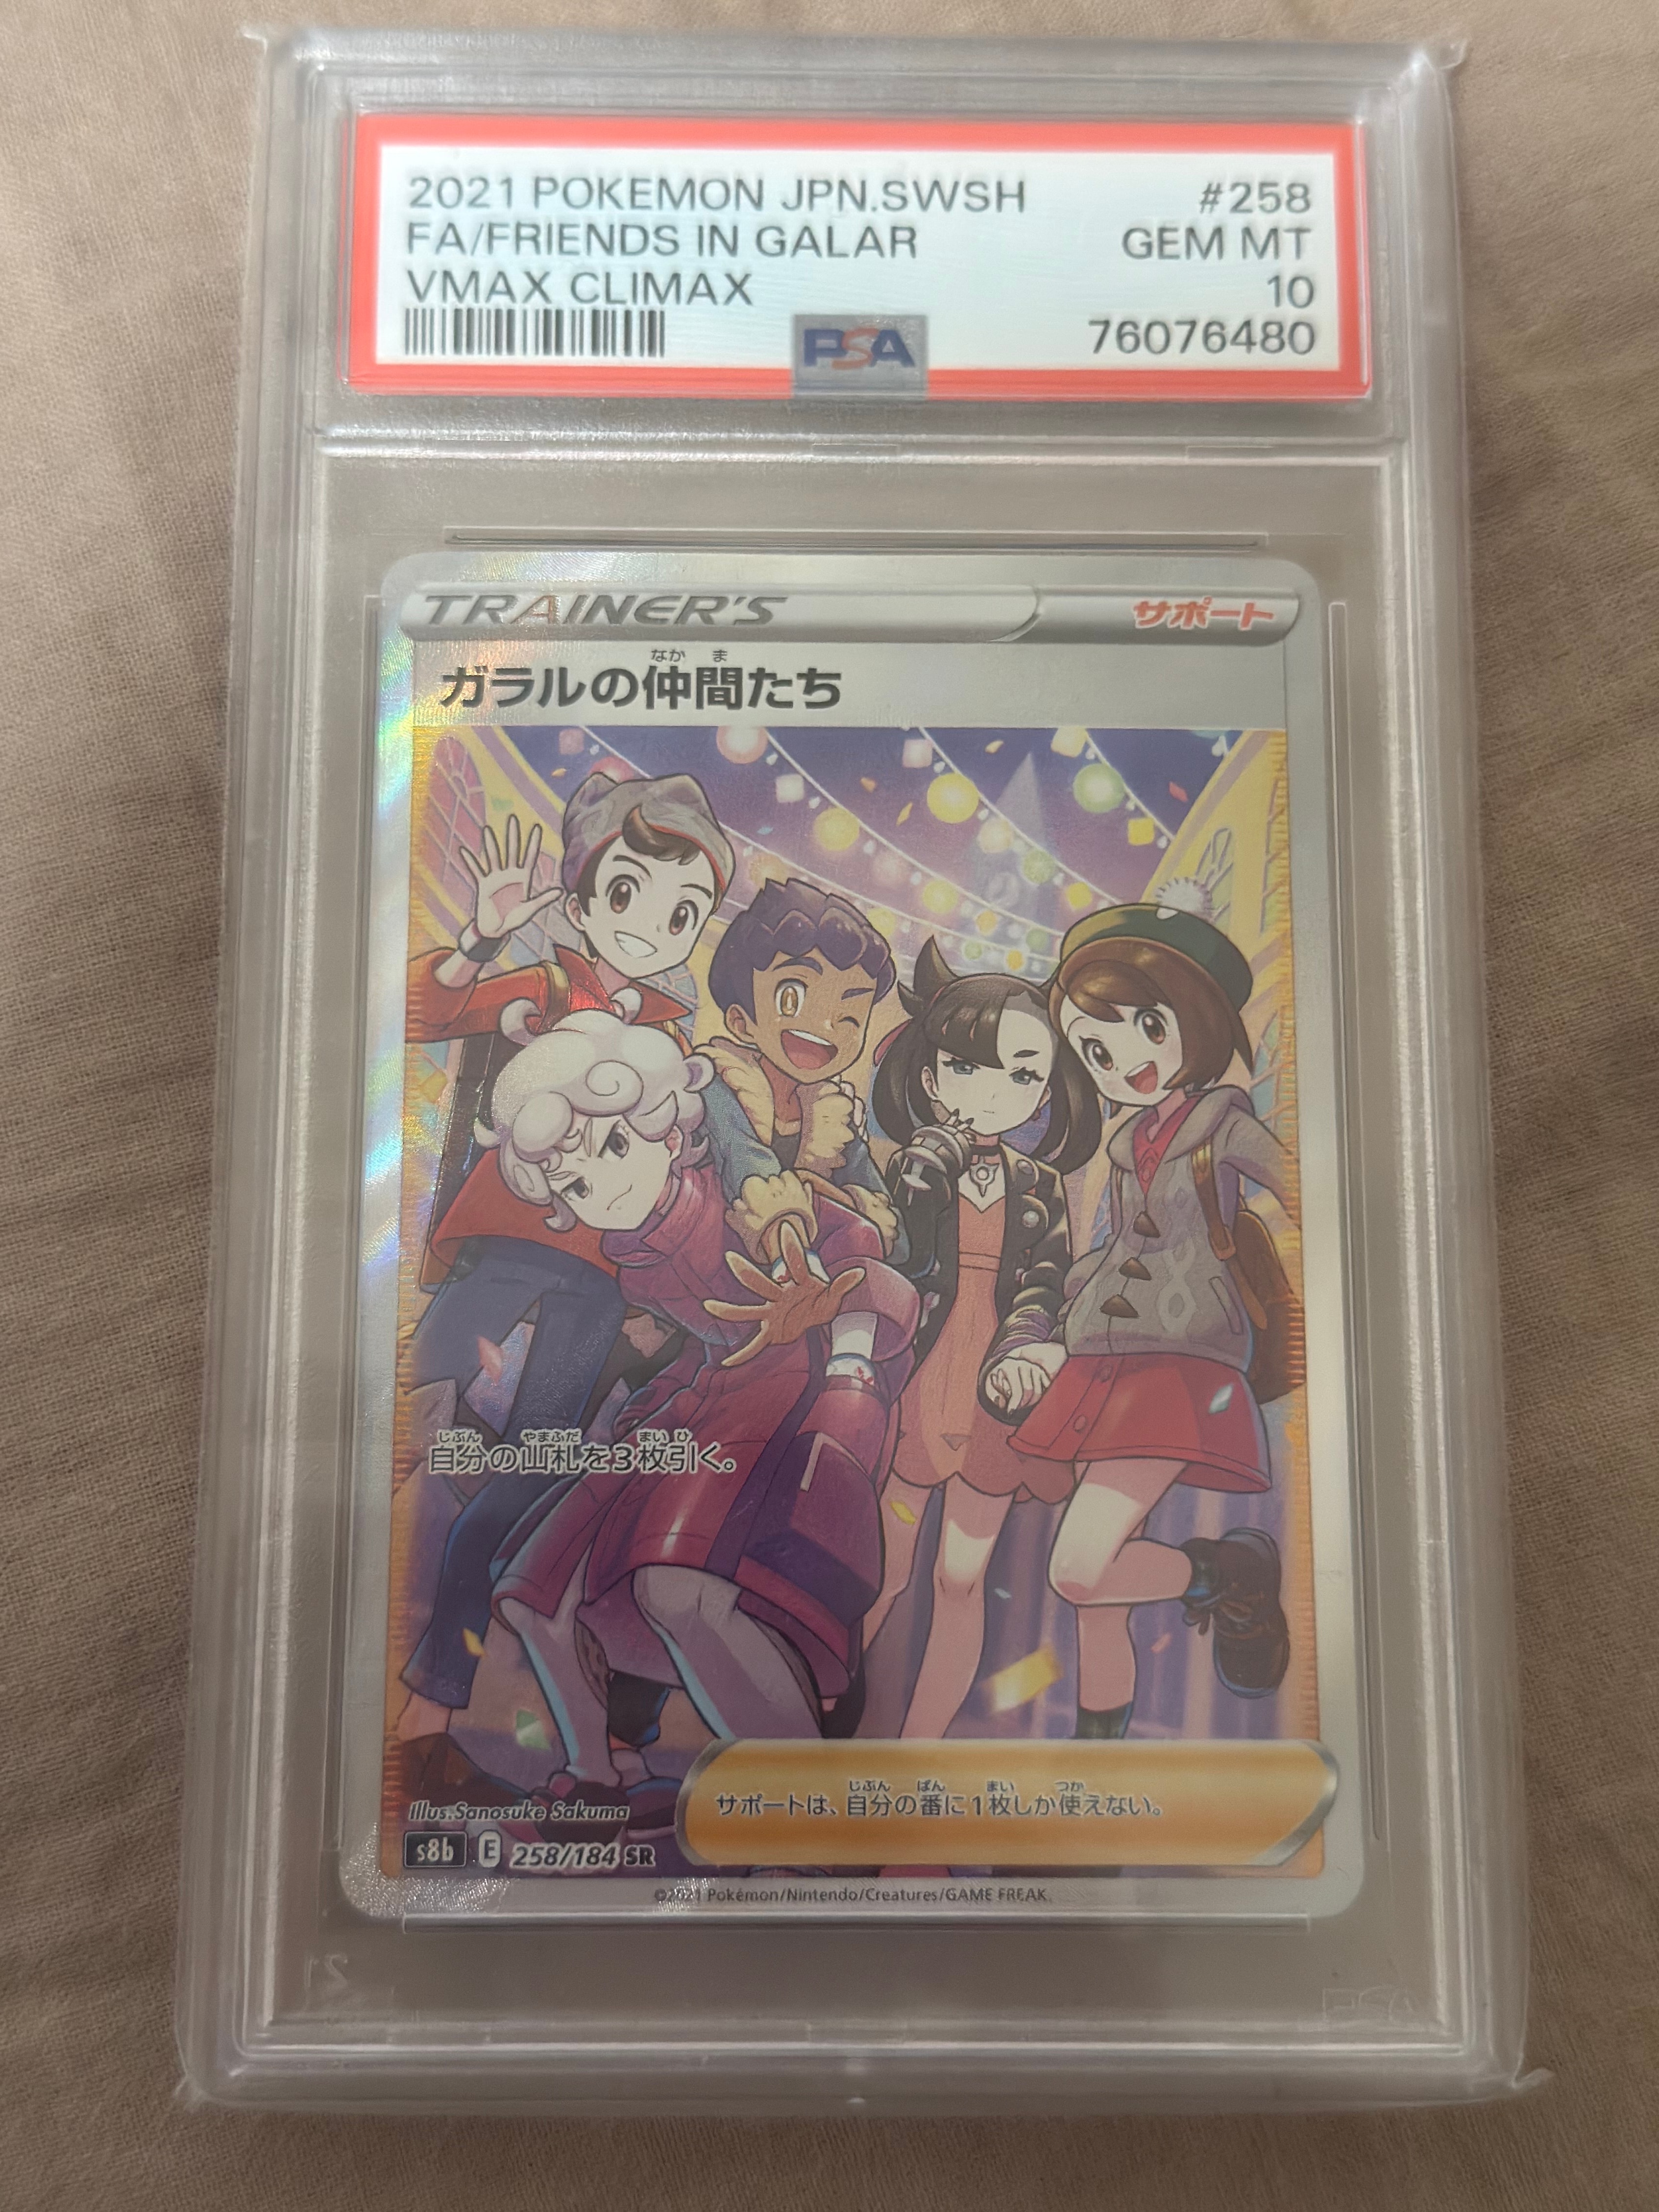 2021 POKEMON JPN.SWSH #258
FA/FRIENDS IN GALAR GEM MT
VMAX CLIMAX 10
PSA 76076480
TRAINER'S サポート
なかま
ガラルの仲間たち
じぶん やまふだ まい ひ
自分の山札を3枚引く。
じぶん ばん まい つか
サポートは、自分の番に1枚しか使えない。
Illus.Sanosuke Sakuma
s8b E 258/184 SR
©2021 Pokémon/Nintendo/Creatures/GAME FREAK.
PSA